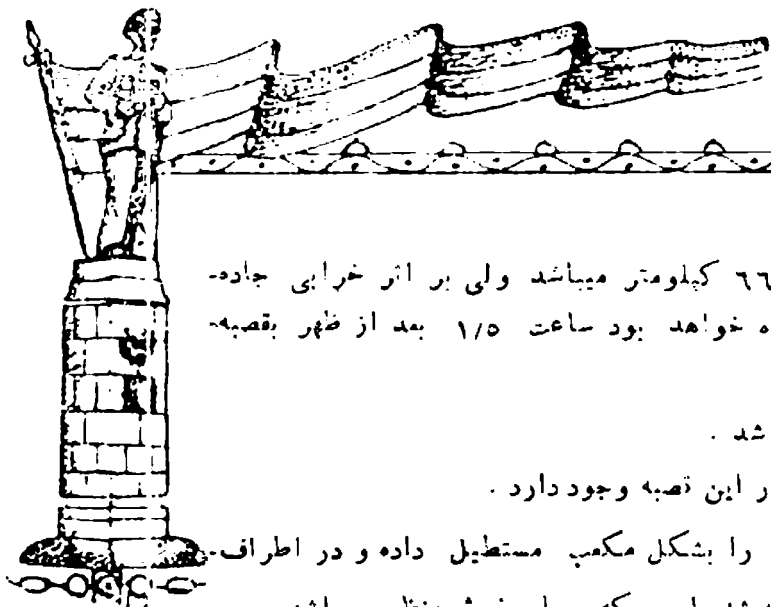 ٦٦ کیلومتر میباشد ولی بر اثر خرابی جاده-
ه خواهد بود ساعت ١/٥ بعد از ظهر بقصبه-
شد .
ر این قصبه وجود دارد .
را بشکل مکعب مستطیل داده و در اطراف-